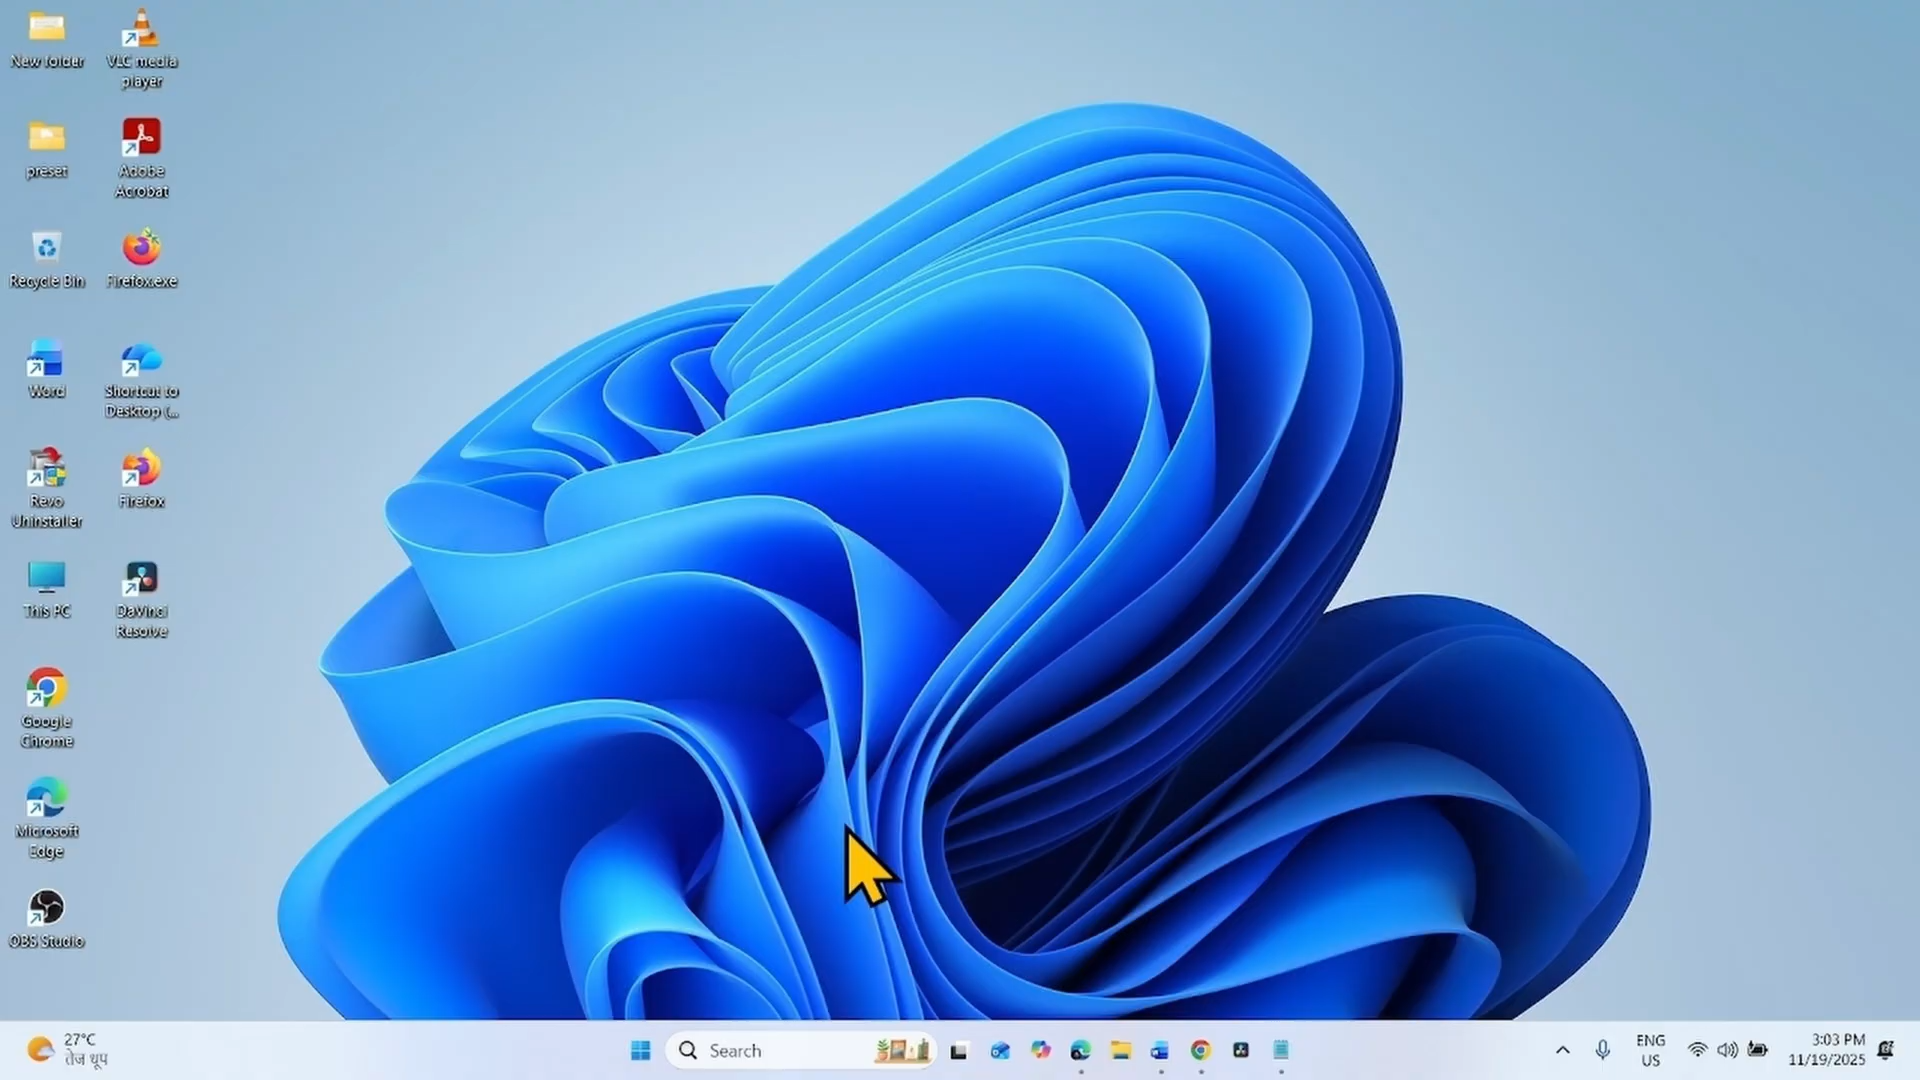 New folder
VLC media
player
preset
Adobe
Acrobat
Recycle Bin
Firefox.exe
Word
Shortcut to
Desktop (...
Revo
Uninstaller
Firefox
This PC
DaVinci
Resolve
Google
Chrome
Microsoft
Edge
OBS Studio
27°C
तेज धूप
Search
ENG
US
3:03 PM
11/19/2025